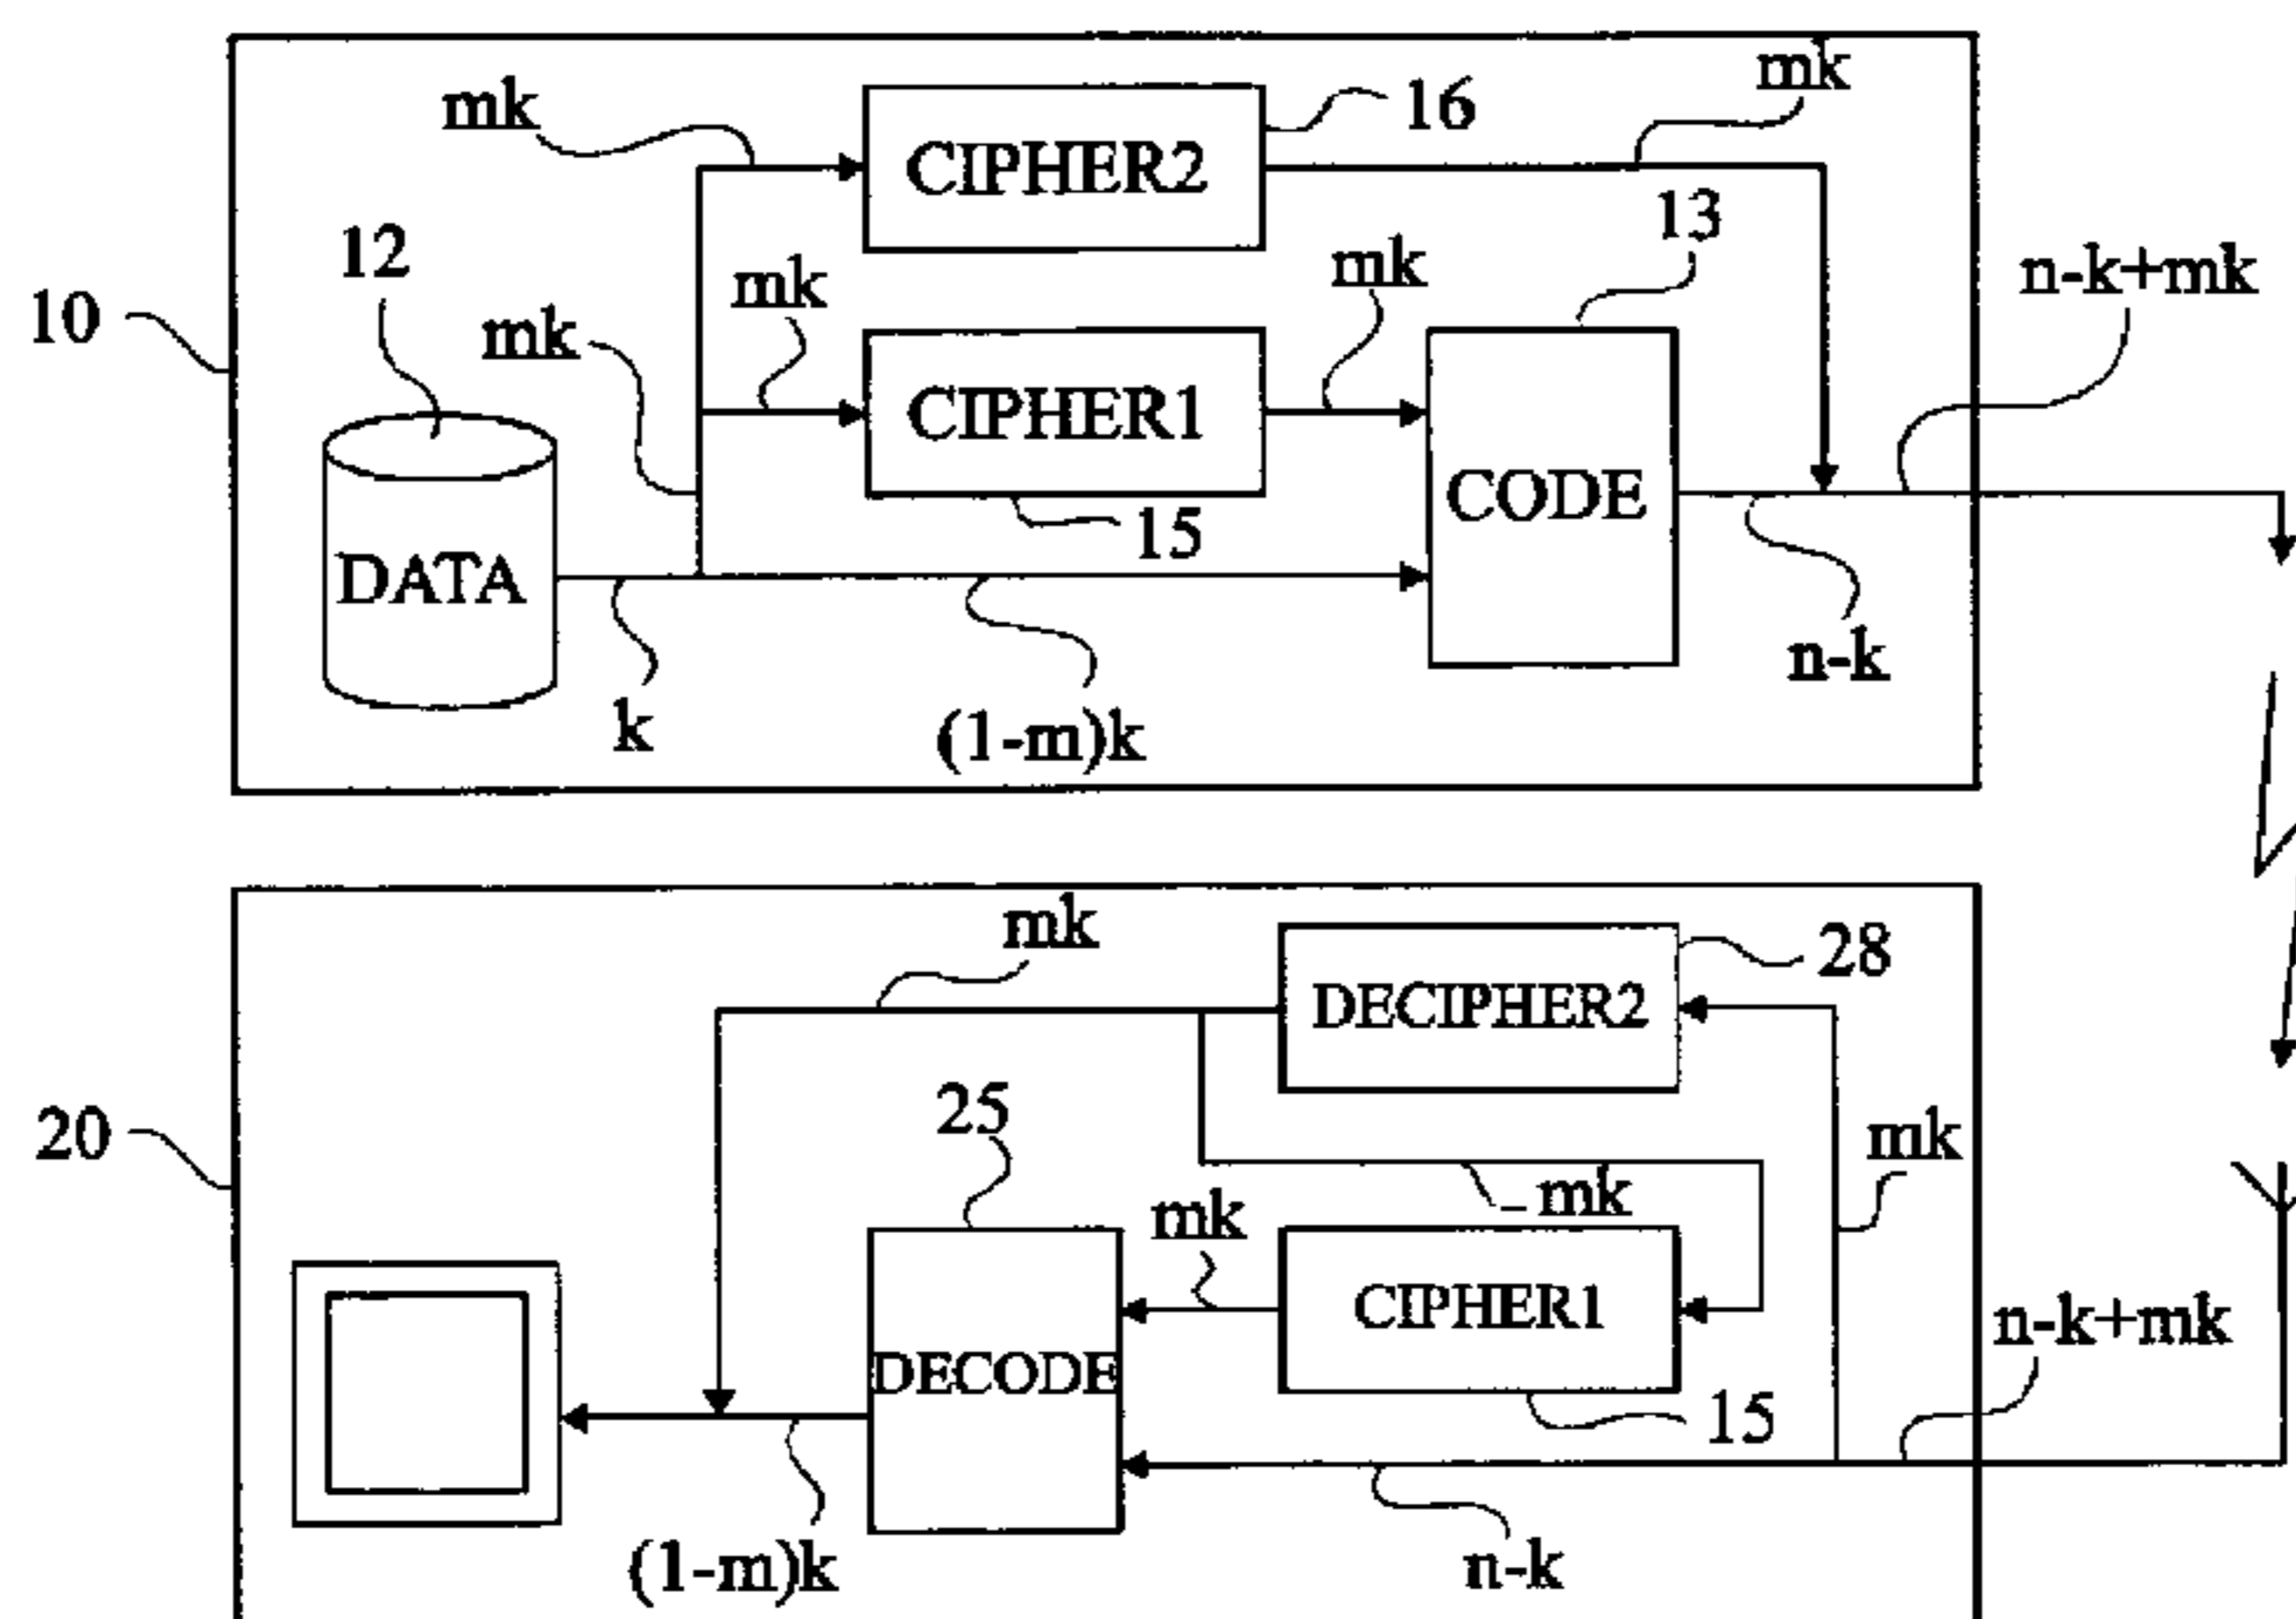 mk
16
mk
CIPHER2
12
13
mk
mk
n-k+mk
10
mk
CIPHER1
CODE
15
DATA
n-k
k
(1-m)k
mk
28
DECIPHER2
25
20
mk
mk
mk
CIPHER1
n-k+mk
DECODE
15
(1-m)k
n-k